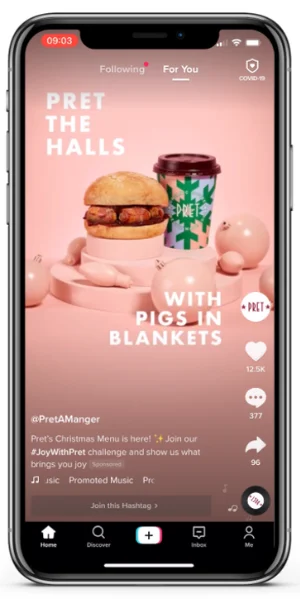 09:03
Following For You
COVID-19
PRET
THE
HALLS
PRET
WITH
PIGS IN
BLANKETS
PRET
12.5K
377
@PretAManger
Pret's Christmas Menu is here! ✨ Join our
#JoyWithPret challenge and show us what
brings you joy Sponsored
96
usic Promoted Music Prc
Join this Hashtag >
PRET
Home Discover Inbox Me